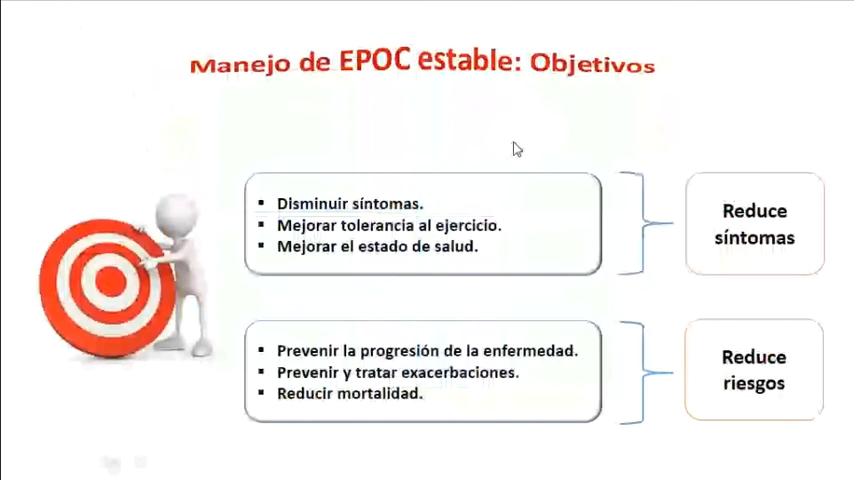 Manejo de EPOC estable: Objetivos
▪ Disminuir síntomas.
▪ Mejorar tolerancia al ejercicio.
▪ Mejorar el estado de salud.
Reduce
síntomas
▪ Prevenir la progresión de la enfermedad.
▪ Prevenir y tratar exacerbaciones.
▪ Reducir mortalidad.
Reduce
riesgos